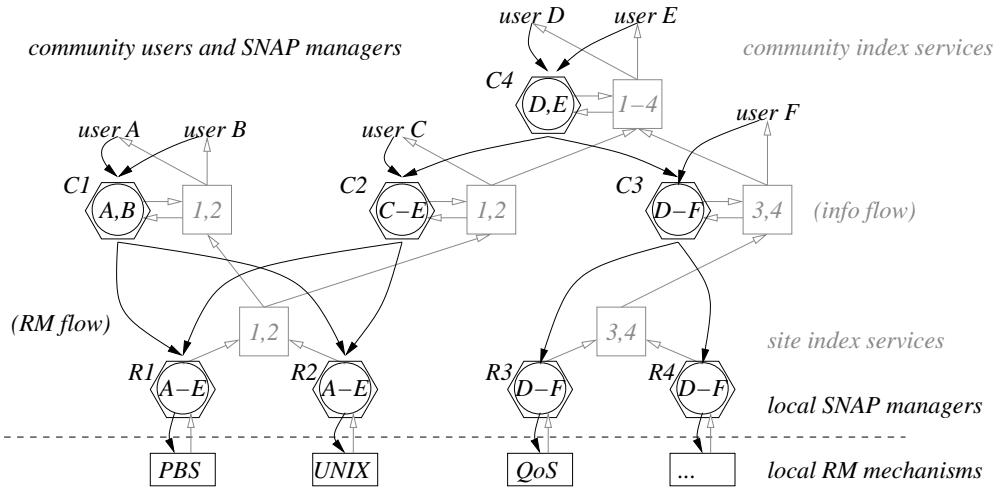 user D
user E
community users and SNAP managers
community index services
C4
D,E
1−4
user A
user B
user C
user F
C1
A,B
1,2
C2
C−E
1,2
C3
D−F
3,4
(info flow)
(RM flow)
1,2
3,4
site index services
R1
A−E
R2
A−E
R3
D−F
R4
D−F
local SNAP managers
PBS
UNIX
QoS
...
local RM mechanisms